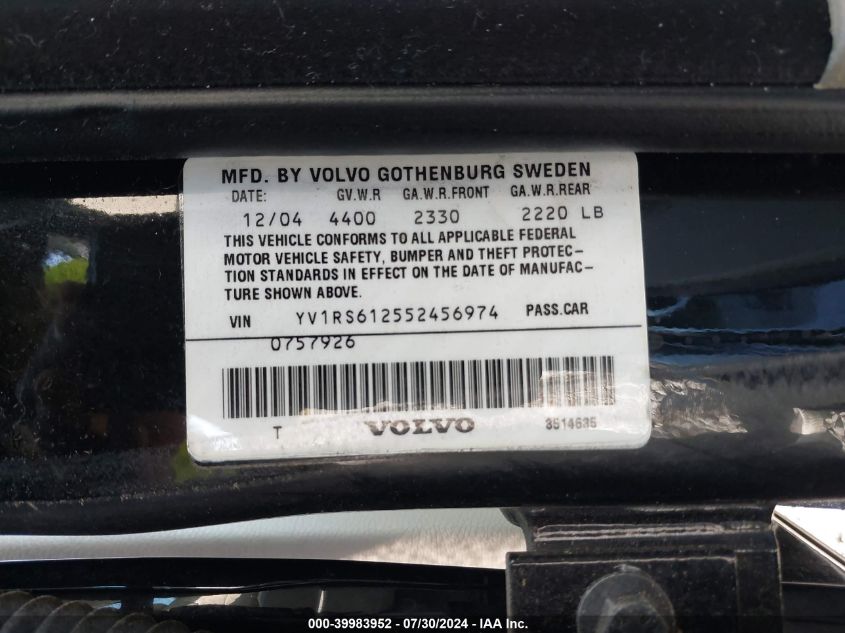 MFD. BY VOLVO GOTHENBURG SWEDEN
DATE: GV.W.R GA.W.R.FRONT GA.W.R.REAR
12/04 4400 2330 2220 LB
THIS VEHICLE CONFORMS TO ALL APPLICABLE FEDERAL
MOTOR VEHICLE SAFETY, BUMPER AND THEFT PROTEC-
TION STANDARDS IN EFFECT ON THE DATE OF MANUFAC-
TURE SHOWN ABOVE.
VIN YV1RS612552456974 PASS.CAR
0757926
T VOLVO 3514635
000-39983952 - 07/30/2024 - IAA Inc.